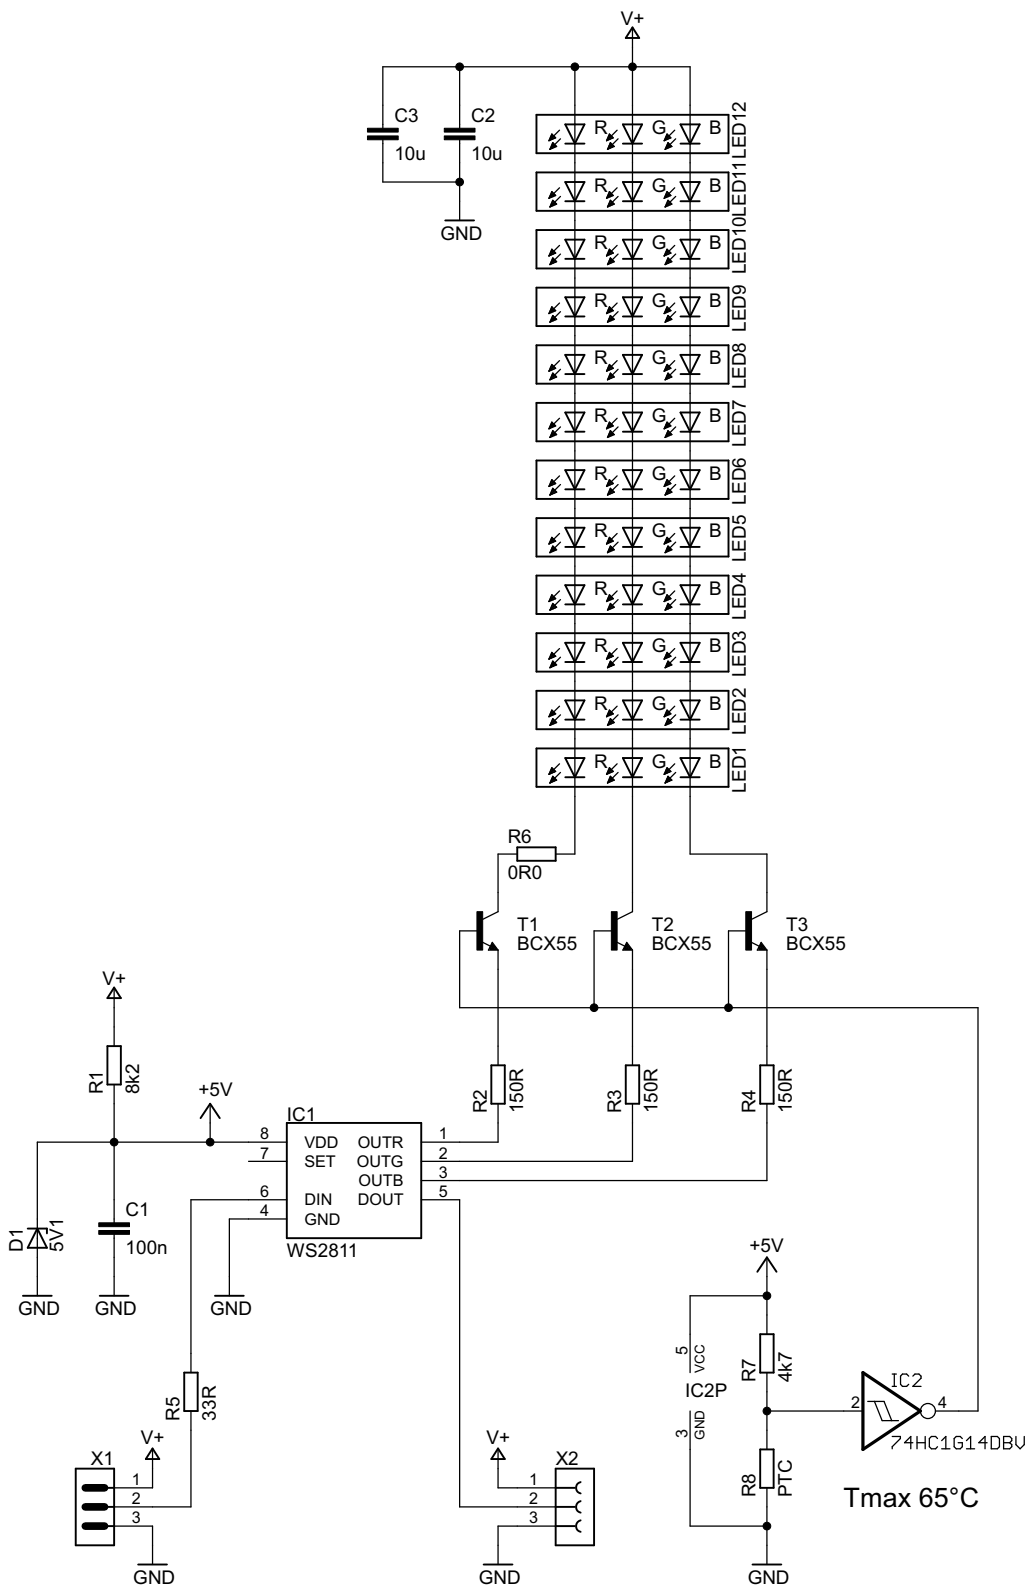 V+
C3
10u
C2
10u
GND
R G B LED12
R G B LED11
R G B LED10
R G B LED9
R G B LED8
R G B LED7
R G B LED6
R G B LED5
R G B LED4
R G B LED3
R G B LED2
R G B LED1
R6
0R0
T1
BCX55
T2
BCX55
T3
BCX55
V+
R1
8k2
+5V
R2
150R
R3
150R
R4
150R
IC1
8 VDD OUTR 1
7 SET OUTG 2
OUTB 3
6 DIN DOUT 5
4 GND
WS2811
D1
5V1
C1
100n
GND
GND
GND
+5V
R5
33R
5
VCC
IC2P
3
GND
R7
4k7
R8
PTC
2
IC2
4
74HC1G14DBV
Tmax 65°C
X1
V+
1
2
3
GND
V+
X2
1
2
3
GND
GND